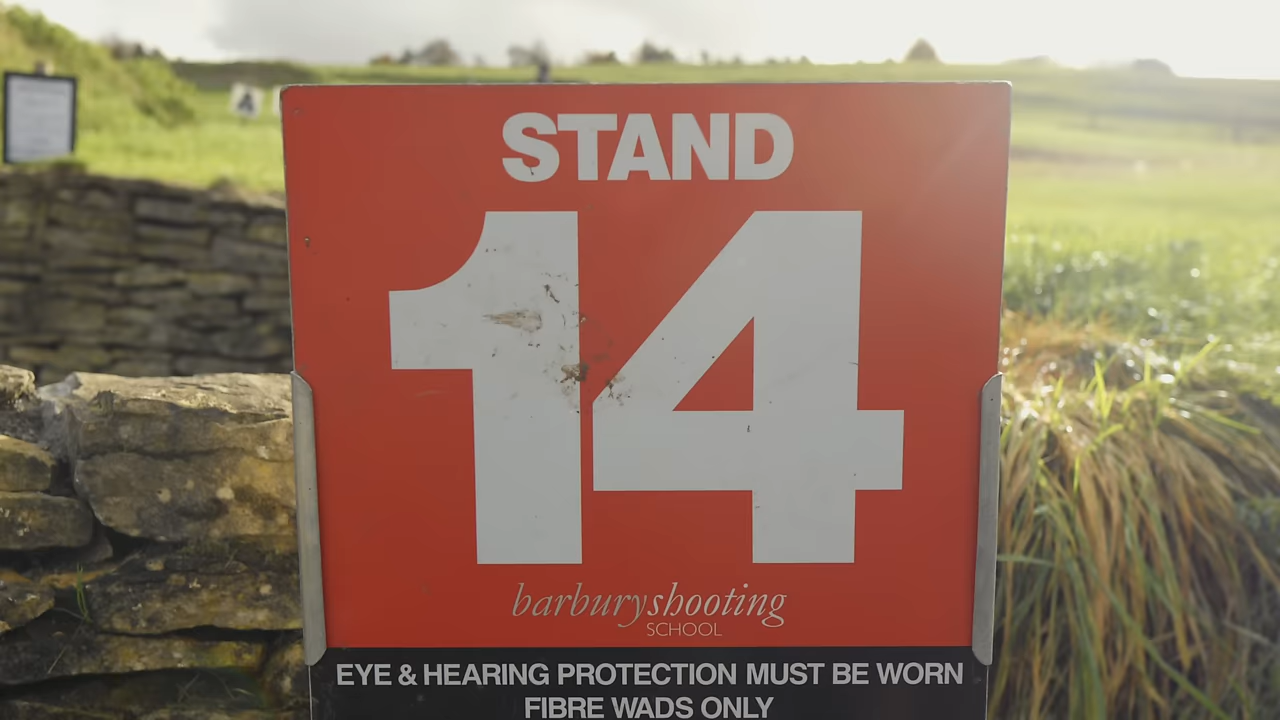 STAND
14
barburyshooting
SCHOOL
EYE & HEARING PROTECTION MUST BE WORN
FIBRE WADS ONLY